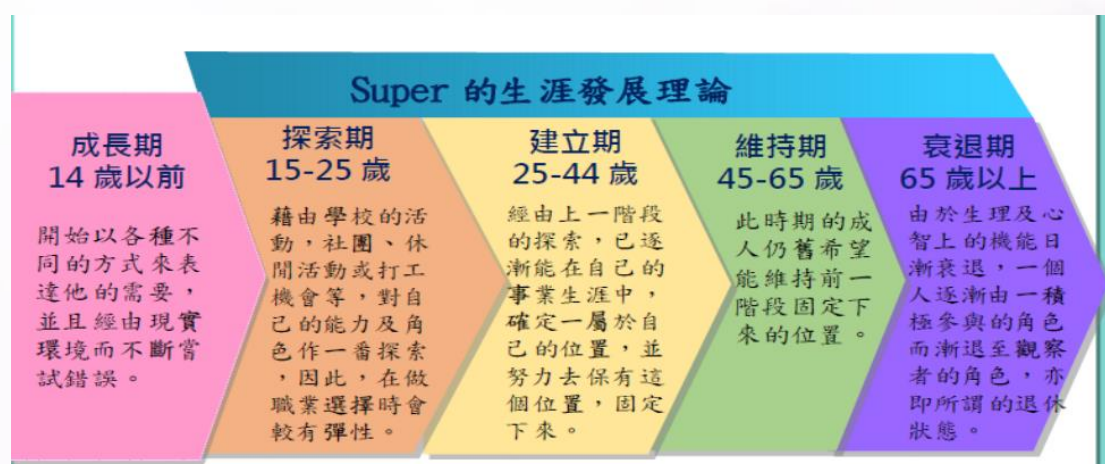 Super 的生涯發展理論
成長期
14 歲以前
開始以各種不
同的方式來表
達他的需要,
並且經由現實
環境而不斷嘗
試錯誤。
探索期
15-25 歲
藉由學校的活
動,社團、休
閒活動或打工
機會等,對自
己的能力及角
色作一番探索
,因此,在做
職業選擇時會
較有彈性。
建立期
25-44 歲
經由上一階段
的探索,已逐
漸能在自己的
事業生涯中,
確定一屬於自
己的位置,並
努力去保有這
個位置,固定
下來。
維持期
45-65 歲
此時期的成
人仍舊希望
能維持前一
階段固定下
來的位置。
衰退期
65 歲以上
由於生理及心
智上的機能日
漸衰退,一個
人逐漸由一積
極參與的角色
而漸退至觀察
者的角色,亦
即所謂的退休
狀態。